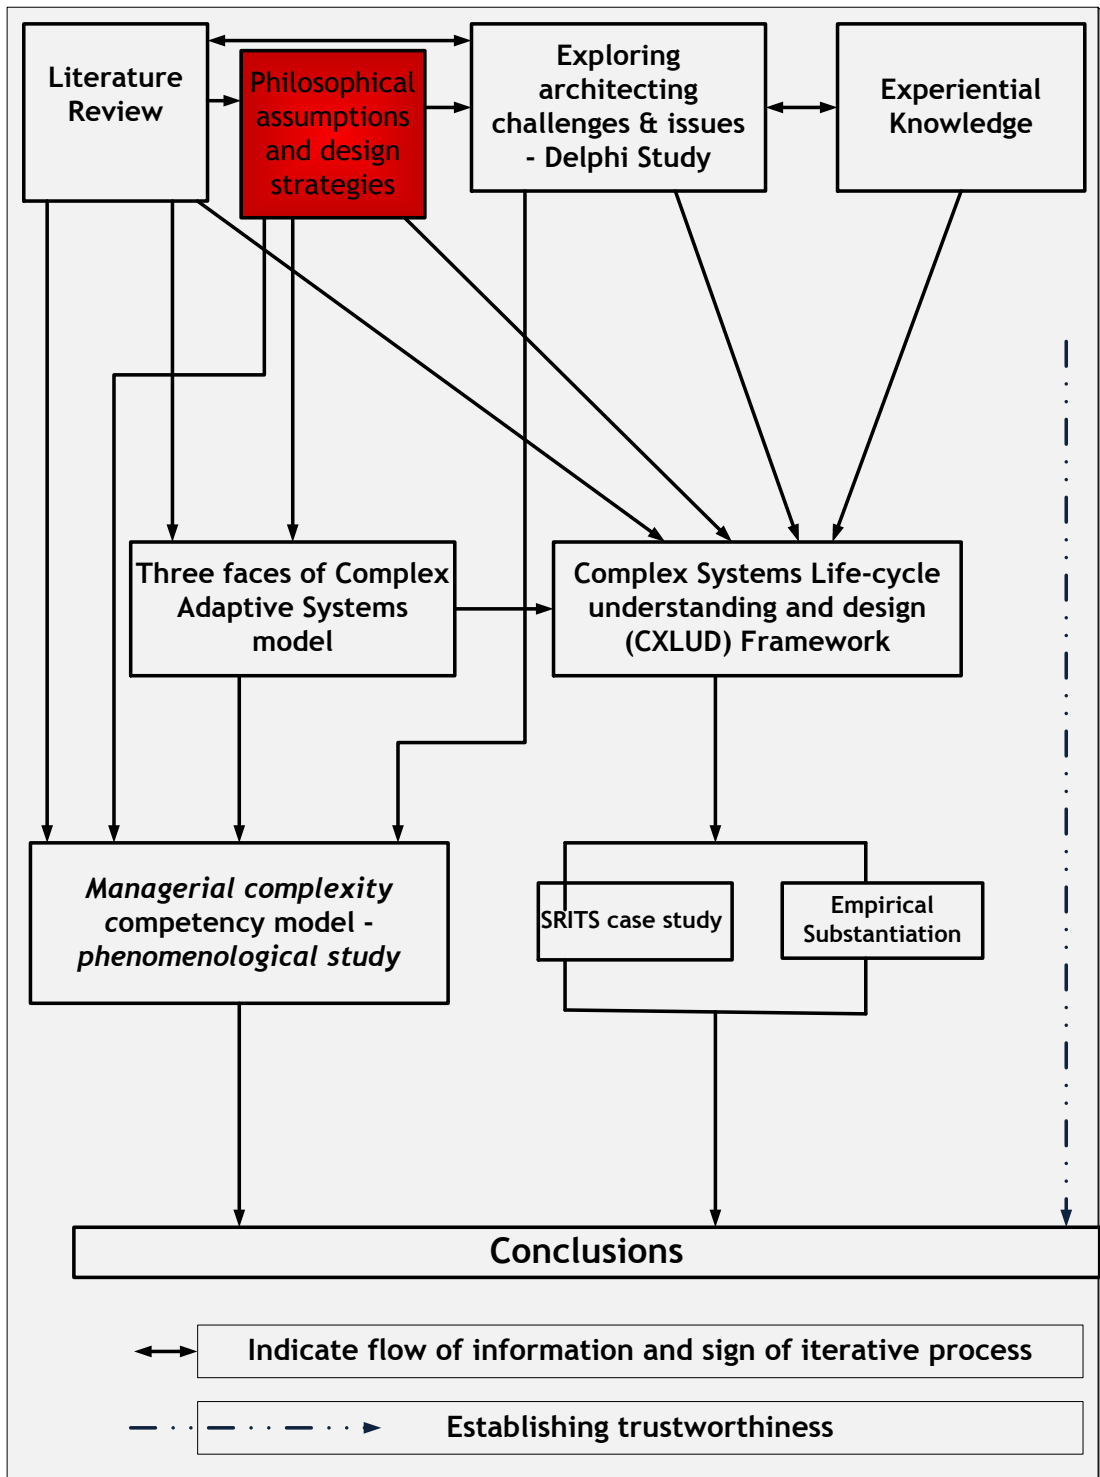 Literature
Review
Philosophical
assumptions
and design
strategies
Exploring
architecting
challenges & issues
- Delphi Study
Experiential
Knowledge
Three faces of Complex
Adaptive Systems
model
Complex Systems Life-cycle
understanding and design
(CXLUD) Framework
Managerial complexity
competency model -
phenomenological study
SRITS case study
Empirical
Substantiation
Conclusions
Indicate flow of information and sign of iterative process
Establishing trustworthiness